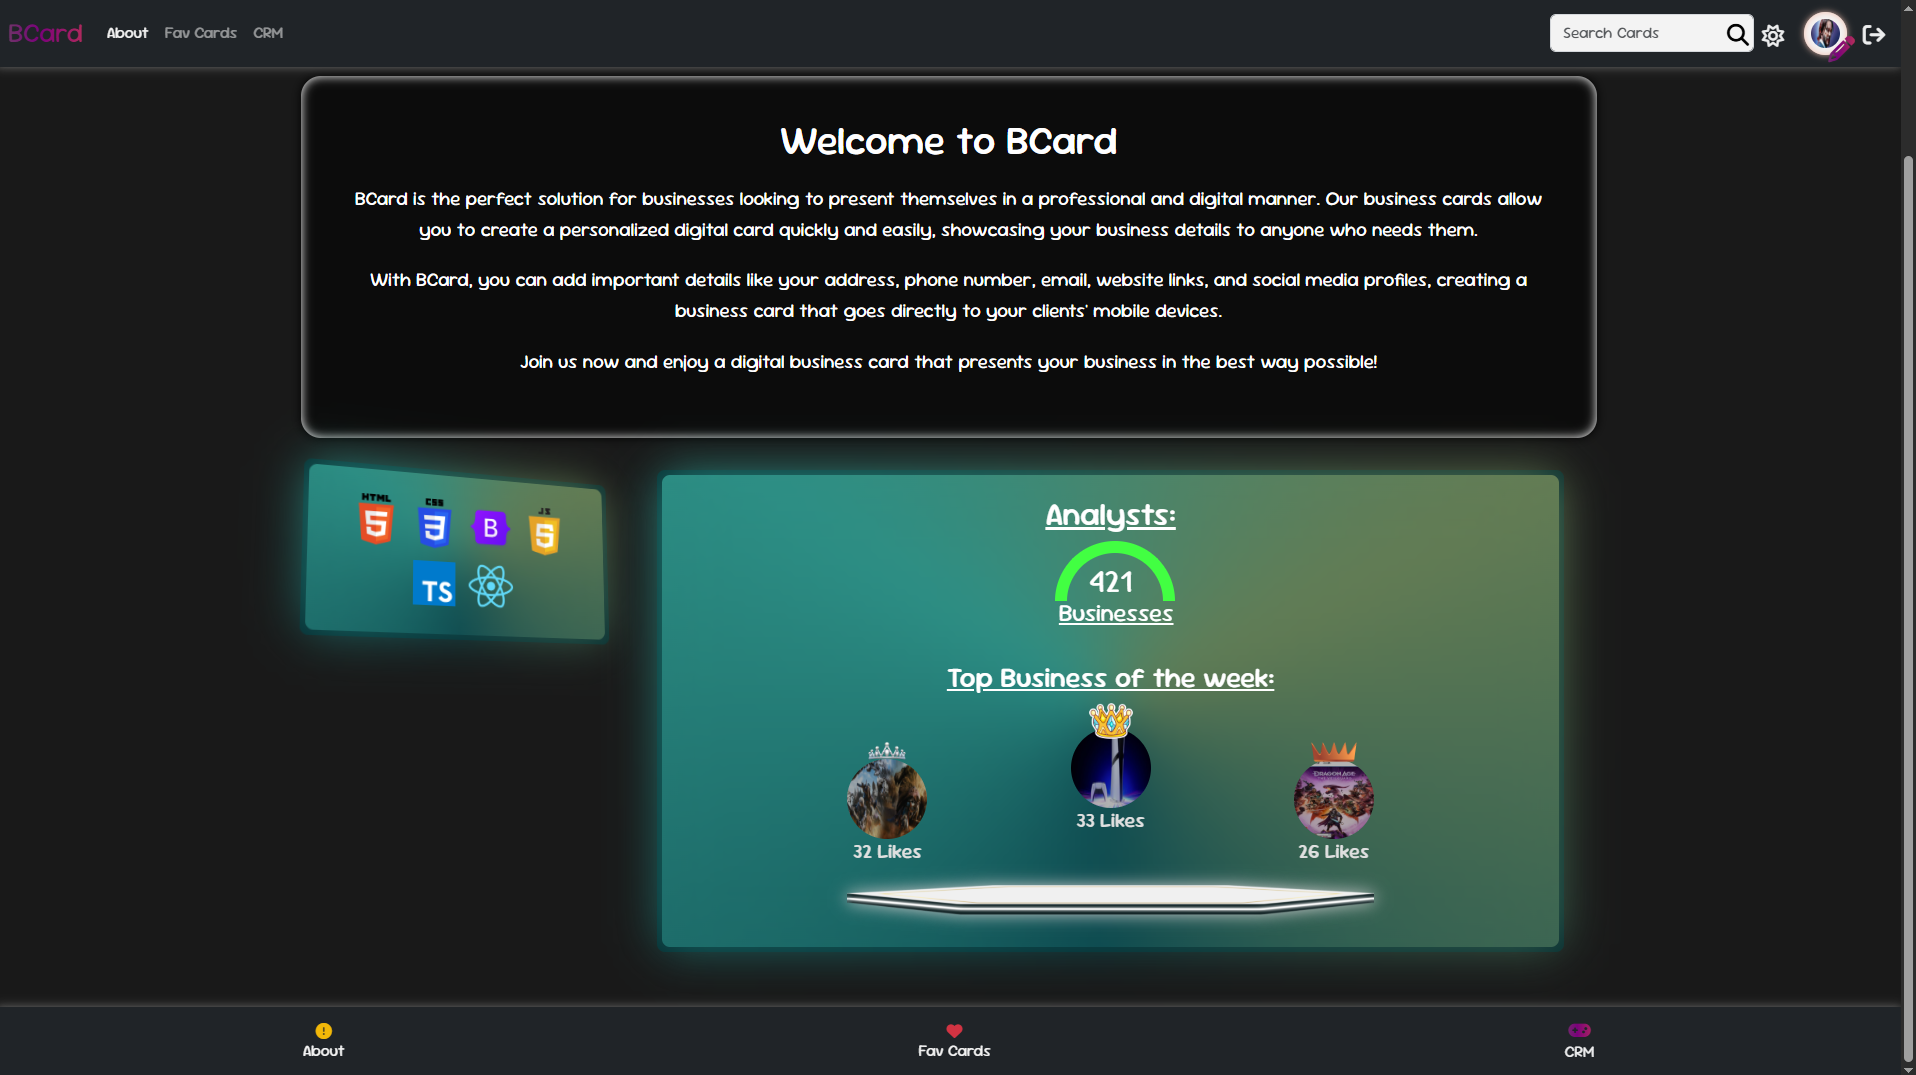 BCard
About
Fav Cards
CRM
Search Cards
Welcome to BCard
BCard is the perfect solution for businesses looking to present themselves in a professional and digital manner. Our business cards allow
you to create a personalized digital card quickly and easily, showcasing your business details to anyone who needs them.
With BCard, you can add important details like your address, phone number, email, website links, and social media profiles, creating a
business card that goes directly to your clients' mobile devices.
Join us now and enjoy a digital business card that presents your business in the best way possible!
HTML
5
CSS
3
B
JS
5
TS
Analysts:
421
Businesses
Top Business of the week:
DRAGON AGE
33 Likes
32 Likes
26 Likes
About
Fav Cards
CRM